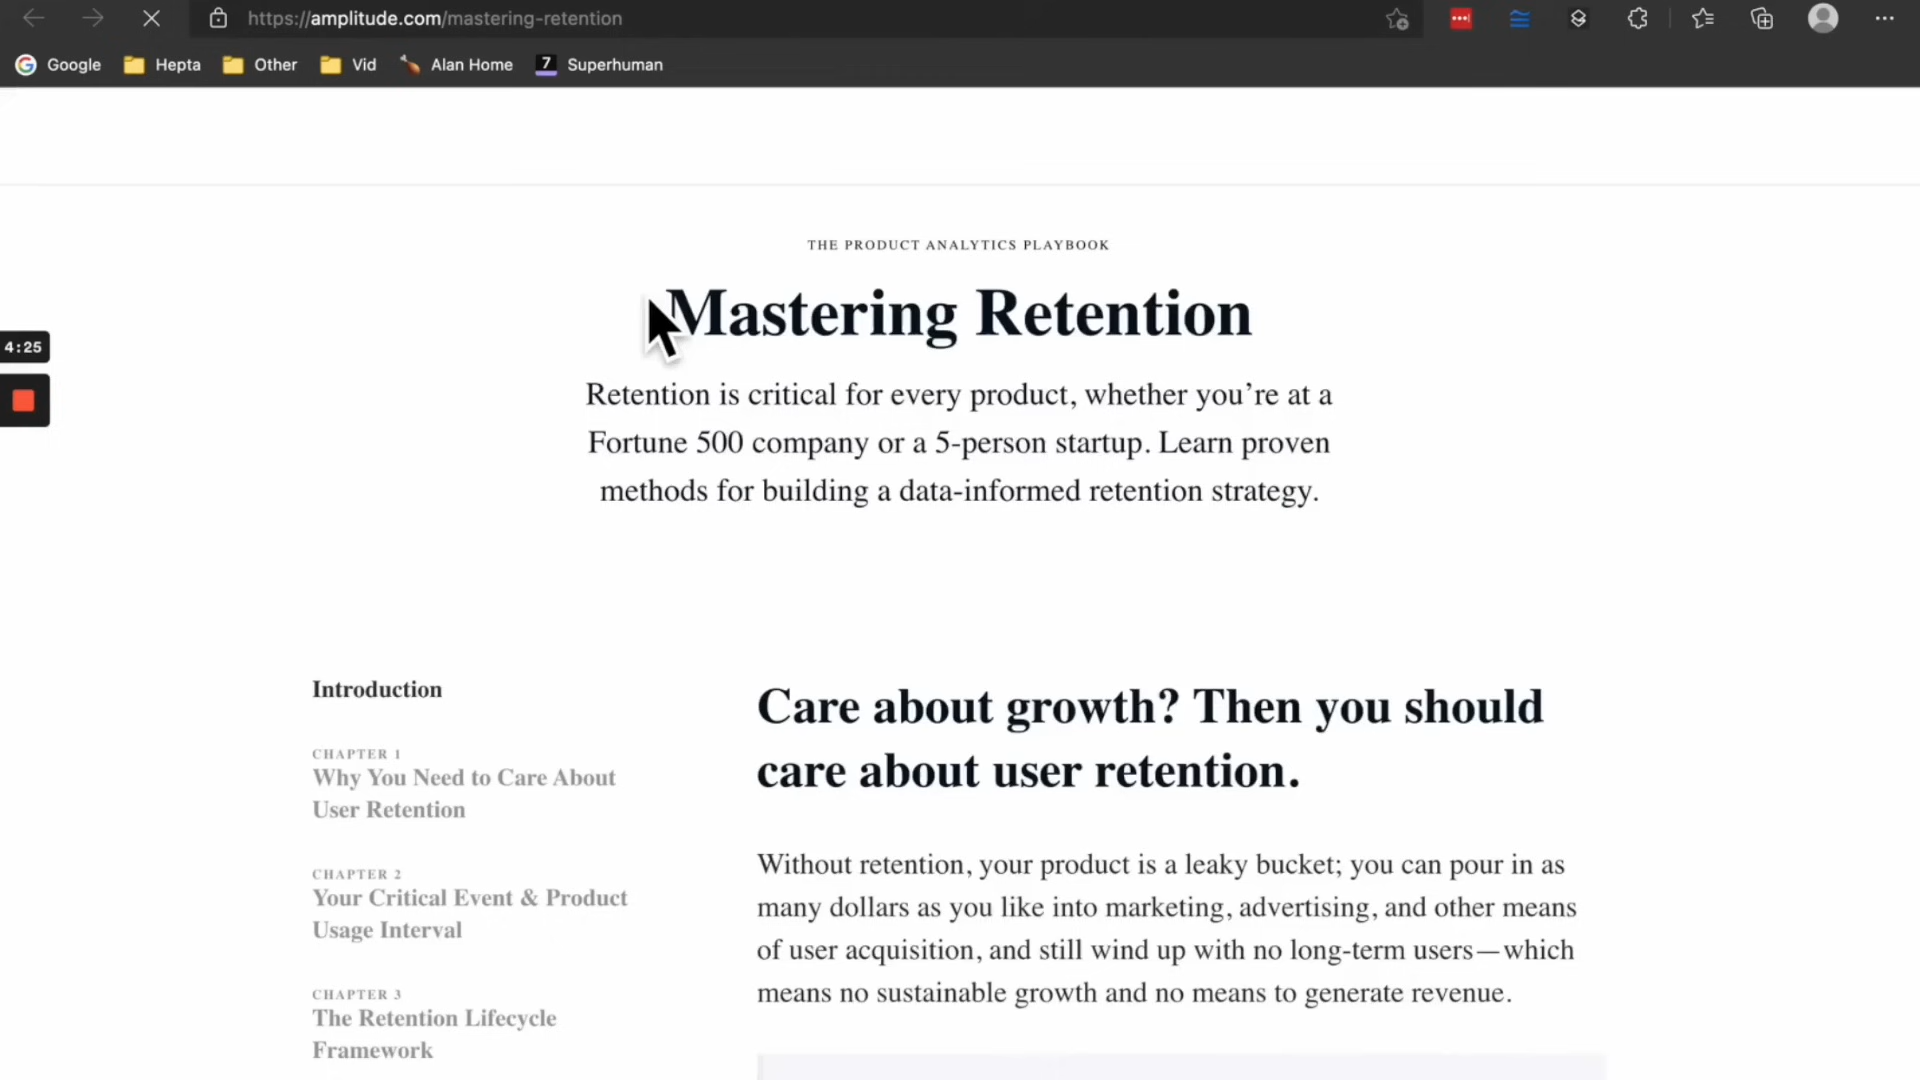 https://amplitude.com/mastering-retention
Google Hepta Other Vid Alan Home 7 Superhuman
THE PRODUCT ANALYTICS PLAYBOOK
Mastering Retention
Retention is critical for every product, whether you’re at a
Fortune 500 company or a 5-person startup. Learn proven
methods for building a data-informed retention strategy.
4:25
Introduction
CHAPTER 1
Why You Need to Care About
User Retention
CHAPTER 2
Your Critical Event & Product
Usage Interval
CHAPTER 3
The Retention Lifecycle
Framework
Care about growth? Then you should
care about user retention.
Without retention, your product is a leaky bucket; you can pour in as
many dollars as you like into marketing, advertising, and other means
of user acquisition, and still wind up with no long-term users—which
means no sustainable growth and no means to generate revenue.